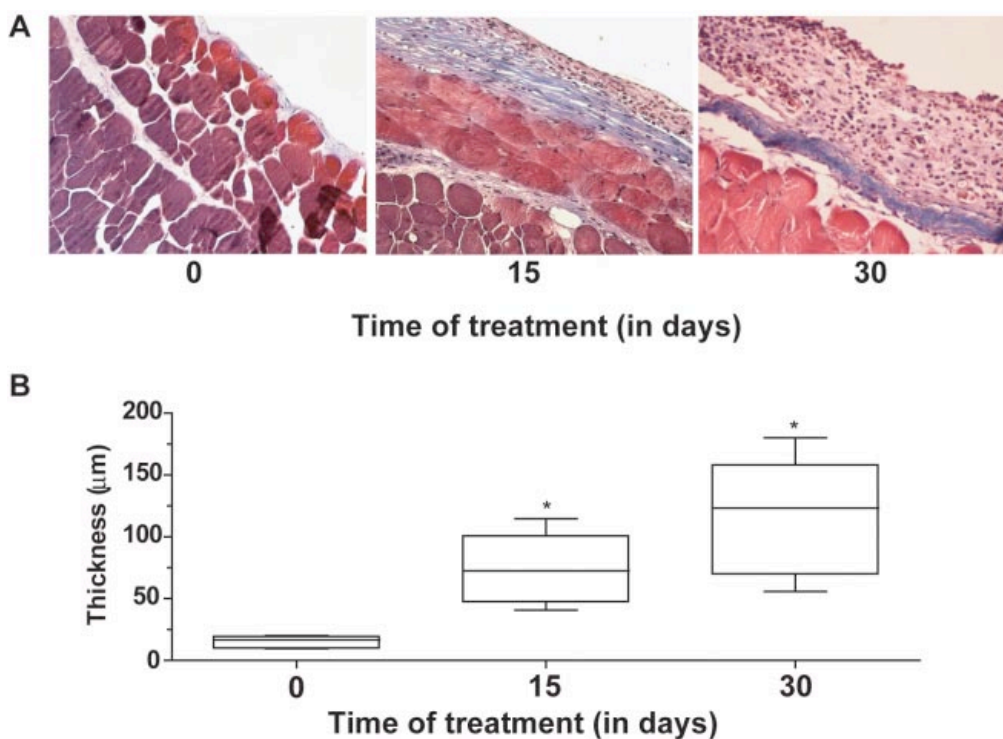 A
0 15 30
Time of treatment (in days)
B
Thickness (µm)
200
150
100
50
0
*
*
0 15 30
Time of treatment (in days)